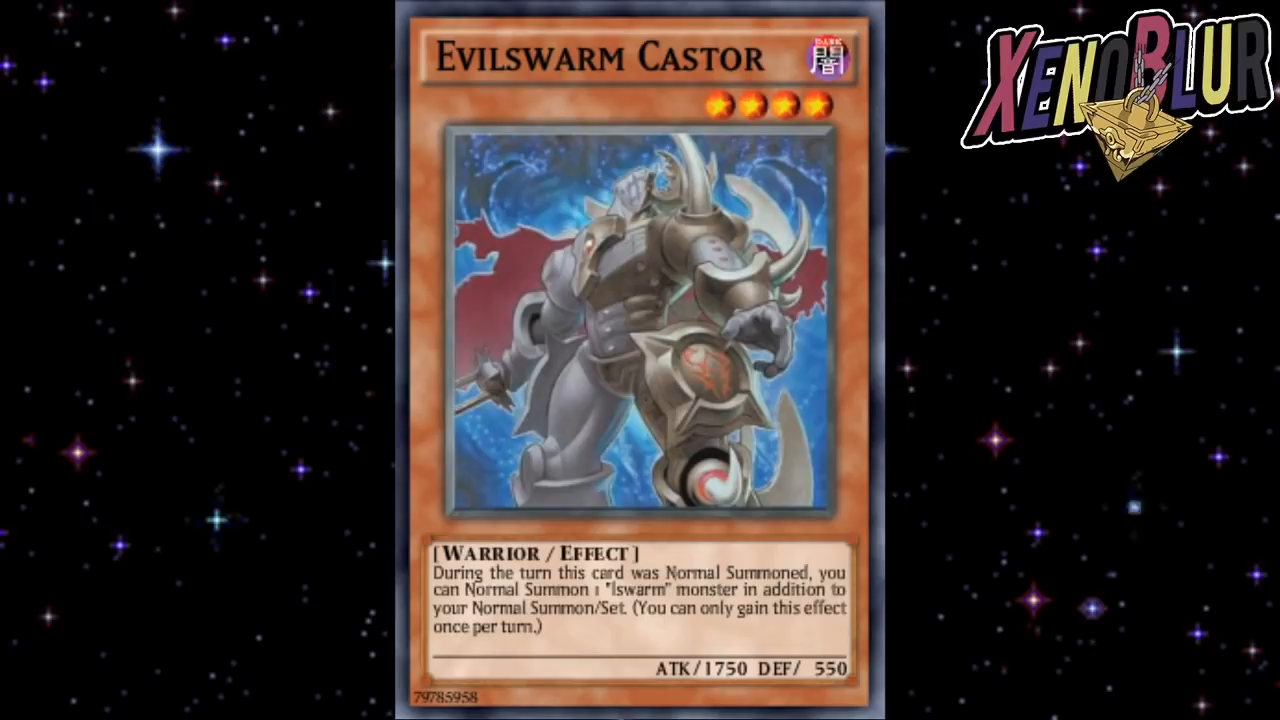 XENOBLUR
EVILSWARM CASTOR
DARK
闇
[ WARRIOR / EFFECT ]
During the turn this card was Normal Summoned, you
can Normal Summon 1 "lswarm" monster in addition to
your Normal Summon/Set. (You can only gain this effect
once per turn.)
ATK/1750 DEF/ 550
79785958